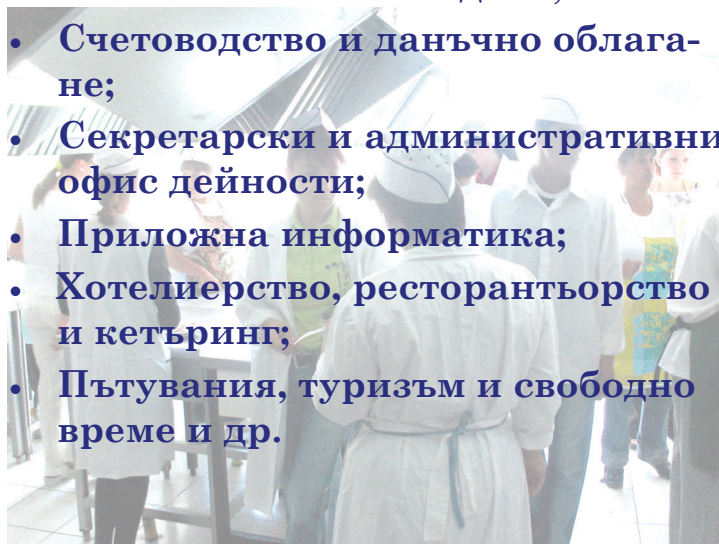 • Счетоводство и данъчно облага-
не;
• Секретарски и административни
офис дейности;
• Приложна информатика;
• Хотелиерство, ресторантьорство
и кетъринг;
• Пътувания, туризъм и свободно
време и др.